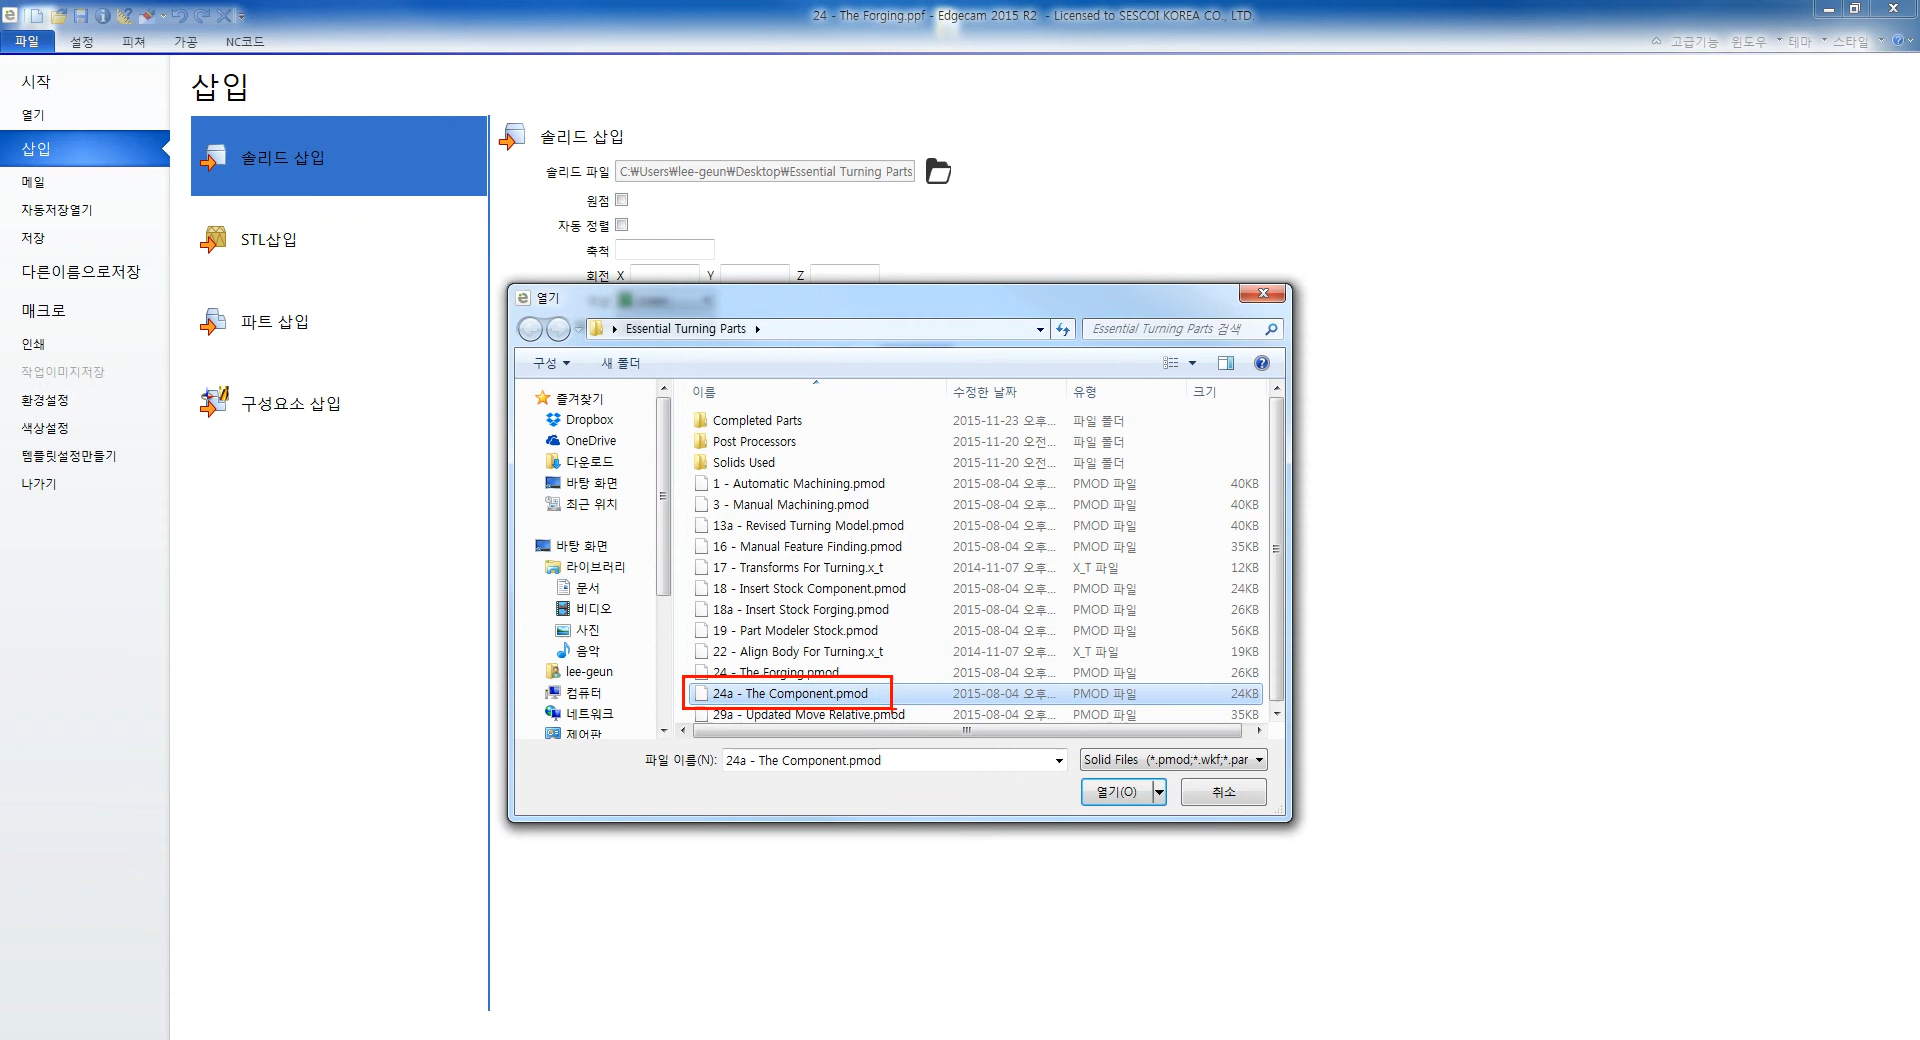 24 - The Forging.ppf - Edgecam 2015 R2 - Licensed to SESCOI KOREA CO., LTD.
파일 설정 피쳐 가공 NC코드 고급기능 윈도우 테마 스타일
시작
열기
삽입
메일
자동저장열기
저장
다른이름으로저장
매크로
인쇄
작업이미지저장
환경설정
색상설정
템플릿설정만들기
나가기
삽입
솔리드 삽입
STL삽입
파트 삽입
구성요소 삽입
솔리드 삽입
솔리드 파일 C:₩Users₩lee-geun₩Desktop₩Essential Turning Parts
원점
자동 정렬
축척
회전 X Y Z
열기
Essential Turning Parts
Essential Turning Parts 검색
구성 새 폴더
즐겨찾기
Dropbox
OneDrive
다운로드
바탕 화면
최근 위치
바탕 화면
라이브러리
문서
비디오
사진
음악
lee-geun
컴퓨터
네트워크
제어판
이름 수정한 날짜 유형 크기
Completed Parts 2015-11-23 오후... 파일 폴더
Post Processors 2015-11-20 오전... 파일 폴더
Solids Used 2015-11-20 오전... 파일 폴더
1 - Automatic Machining.pmod 2015-08-04 오후... PMOD 파일 40KB
3 - Manual Machining.pmod 2015-08-04 오후... PMOD 파일 40KB
13a - Revised Turning Model.pmod 2015-08-04 오후... PMOD 파일 40KB
16 - Manual Feature Finding.pmod 2015-08-04 오후... PMOD 파일 35KB
17 - Transforms For Turning.x_t 2014-11-07 오후... X_T 파일 12KB
18 - Insert Stock Component.pmod 2015-08-04 오후... PMOD 파일 24KB
18a - Insert Stock Forging.pmod 2015-08-04 오후... PMOD 파일 26KB
19 - Part Modeler Stock.pmod 2015-08-04 오후... PMOD 파일 56KB
22 - Align Body For Turning.x_t 2014-11-07 오후... X_T 파일 19KB
24 - The Forging.pmod 2015-08-04 오후... PMOD 파일 26KB
24a - The Component.pmod 2015-08-04 오후... PMOD 파일 24KB
29a - Updated Move Relative.pmod 2015-08-04 오후... PMOD 파일 35KB
파일 이름(N): 24a - The Component.pmod Solid Files (*.pmod;*.wkf;*.par
열기(O) 취소